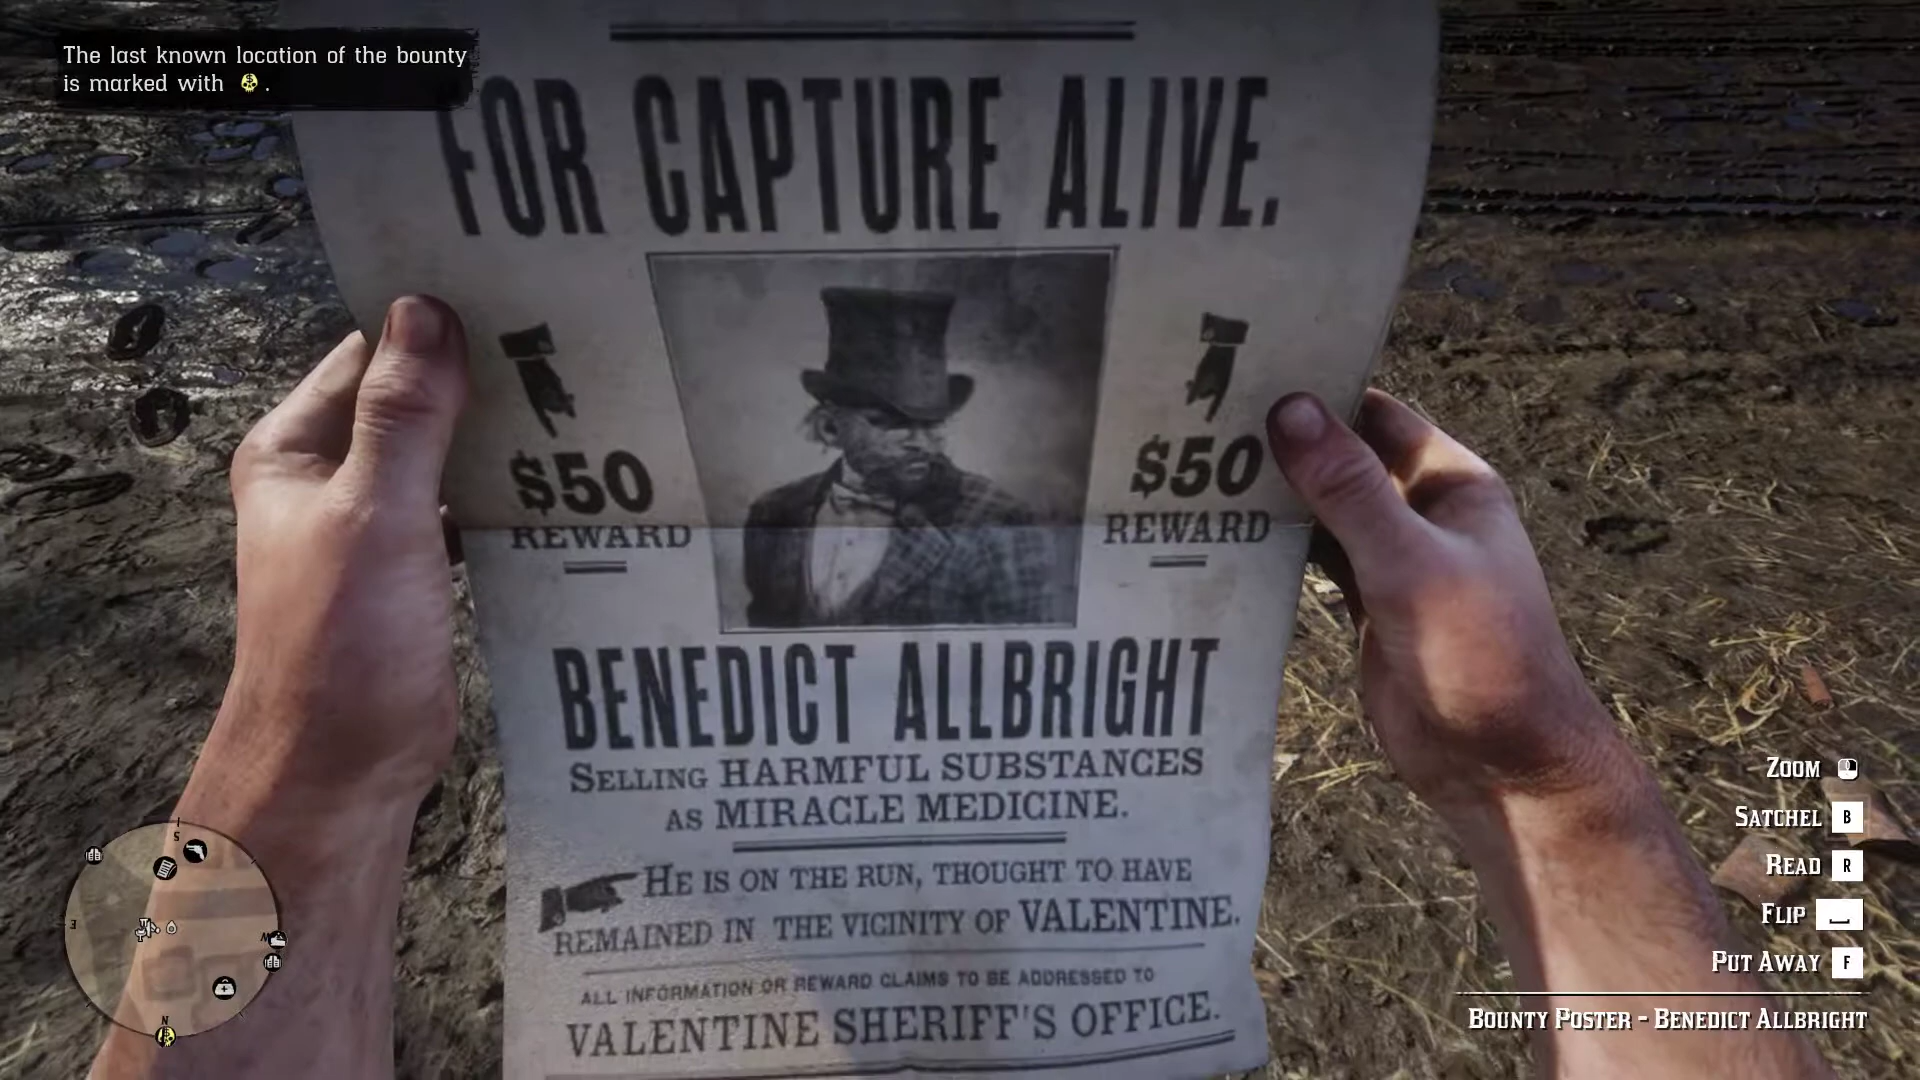 The last known location of the bounty
is marked with .
FOR CAPTURE ALIVE.
$50
REWARD
$50
REWARD
BENEDICT ALLBRIGHT
SELLING HARMFUL SUBSTANCES
AS MIRACLE MEDICINE.
HE IS ON THE RUN, THOUGHT TO HAVE
REMAINED IN THE VICINITY OF VALENTINE.
ALL INFORMATION OR REWARD CLAIMS TO BE ADDRESSED TO
VALENTINE SHERIFF'S OFFICE.
ZOOM
SATCHEL B
READ R
FLIP
PUT AWAY F
BOUNTY POSTER - BENEDICT ALLBRIGHT
S
E
W
N